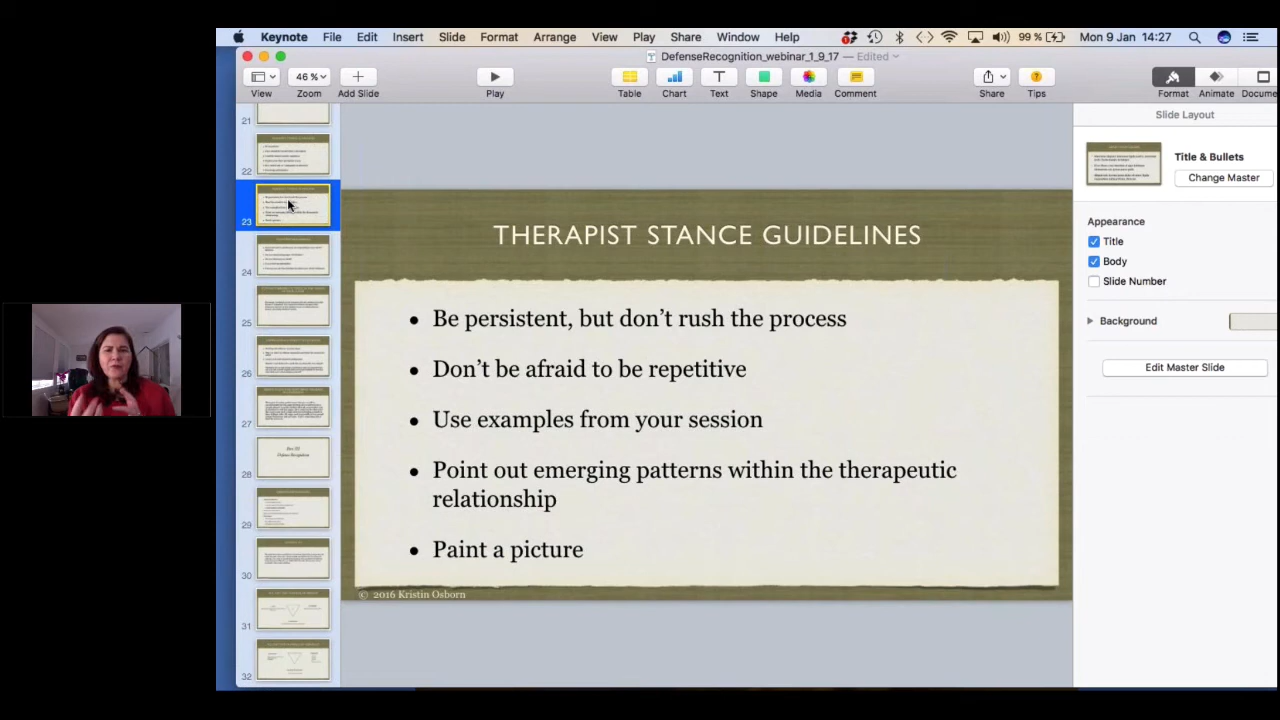 Keynote File Edit Insert Slide Format Arrange View Play Share Window Help 1 99 % Mon 9 Jan 14:27
DefenseRecognition_webinar_1_9_17 — Edited
46 %
View Zoom Add Slide Play Table Chart Text Shape Media Comment Share Tips Format Animate Docume
Slide Layout
Title & Bullets
Change Master
Appearance
Title
Body
Slide Number
Background
Edit Master Slide
21
22
23
24
25
26
27
28
29
30
31
32
THERAPIST STANCE GUIDELINES
• Be persistent, but don’t rush the process
• Don’t be afraid to be repetitive
• Use examples from your session
• Point out emerging patterns within the therapeutic
relationship
• Paint a picture
© 2016 Kristin Osborn